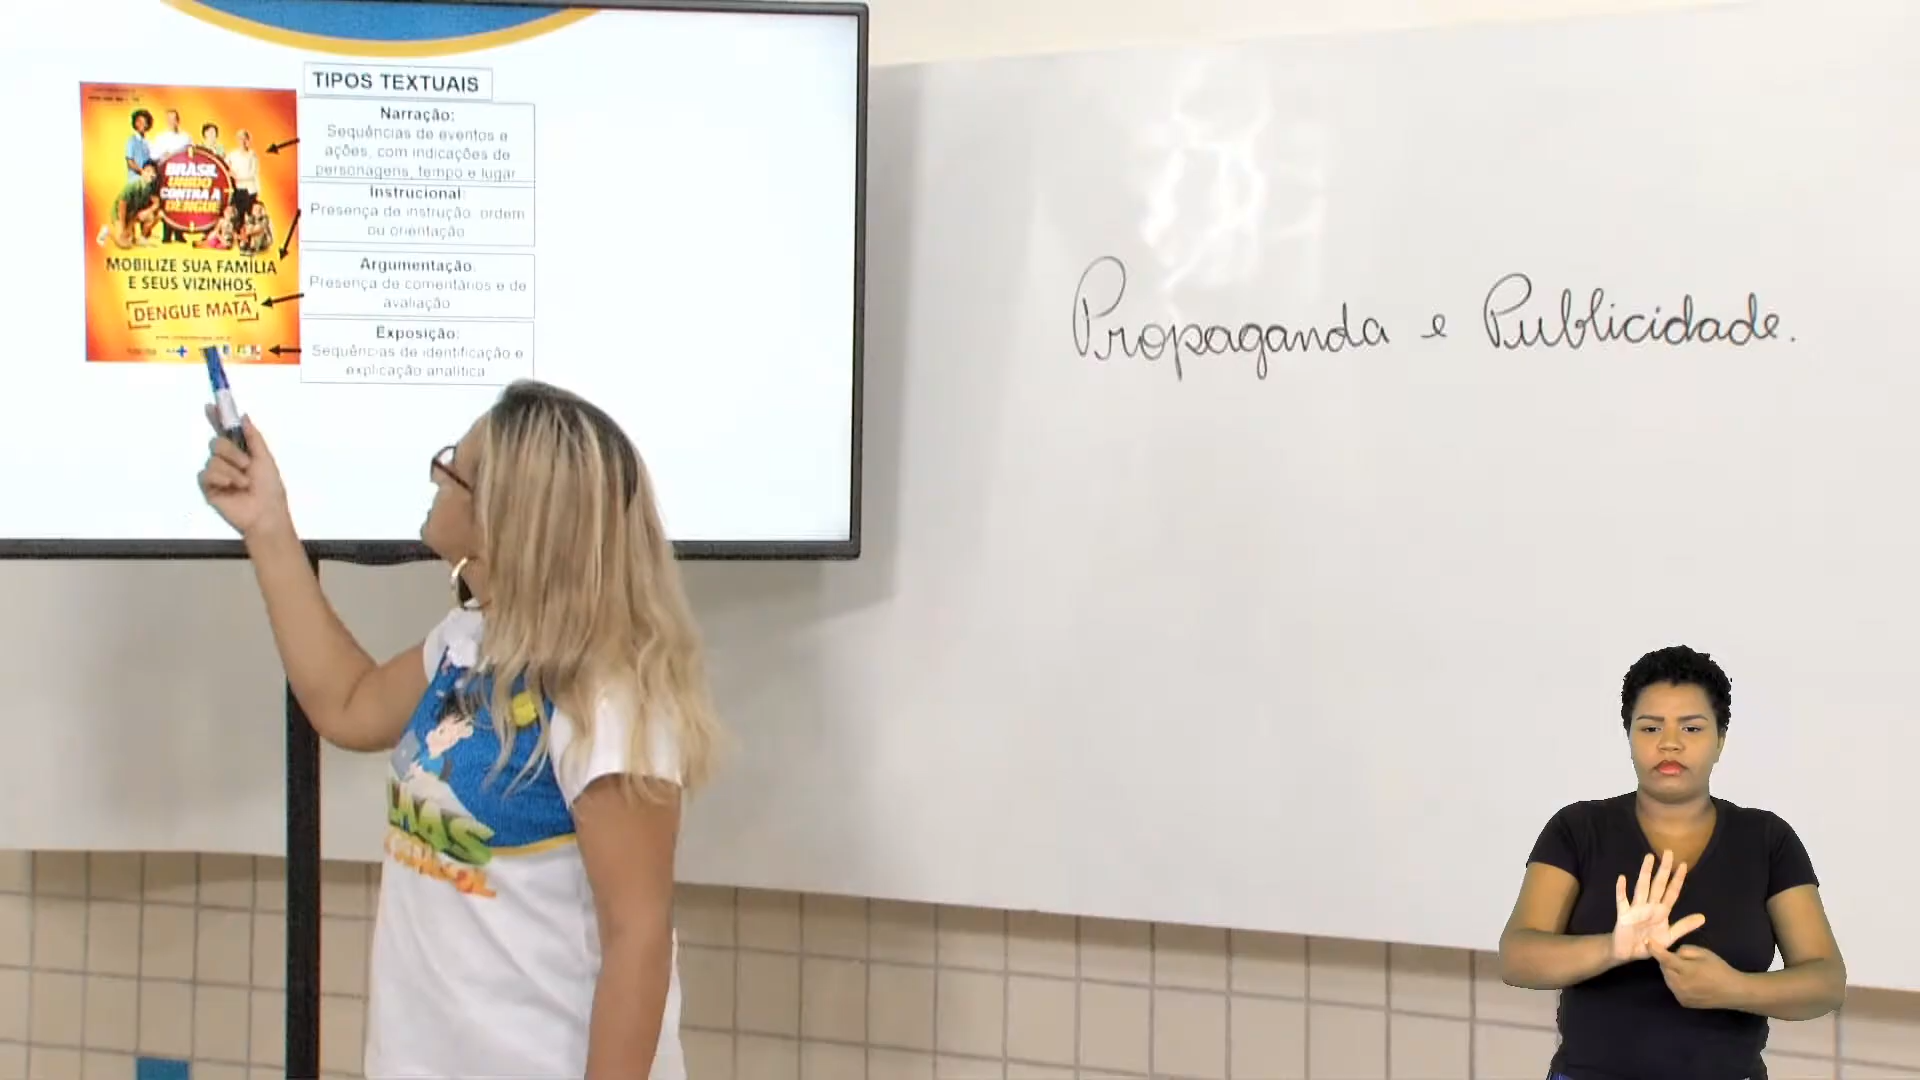 TIPOS TEXTUAIS
Narração:
Sequências de eventos e
ações, com indicações de
personagens, tempo e lugar
Instrucional:
Presença de instrução, ordem
ou orientação
Argumentação:
Presença de comentários e de
avaliação
Exposição:
Sequências de identificação e
explicação analítica
BRASIL
UNIDO
CONTRA A
DENGUE
MOBILIZE SUA FAMÍLIA
E SEUS VIZINHOS.
DENGUE MATA
Propaganda e Publicidade.